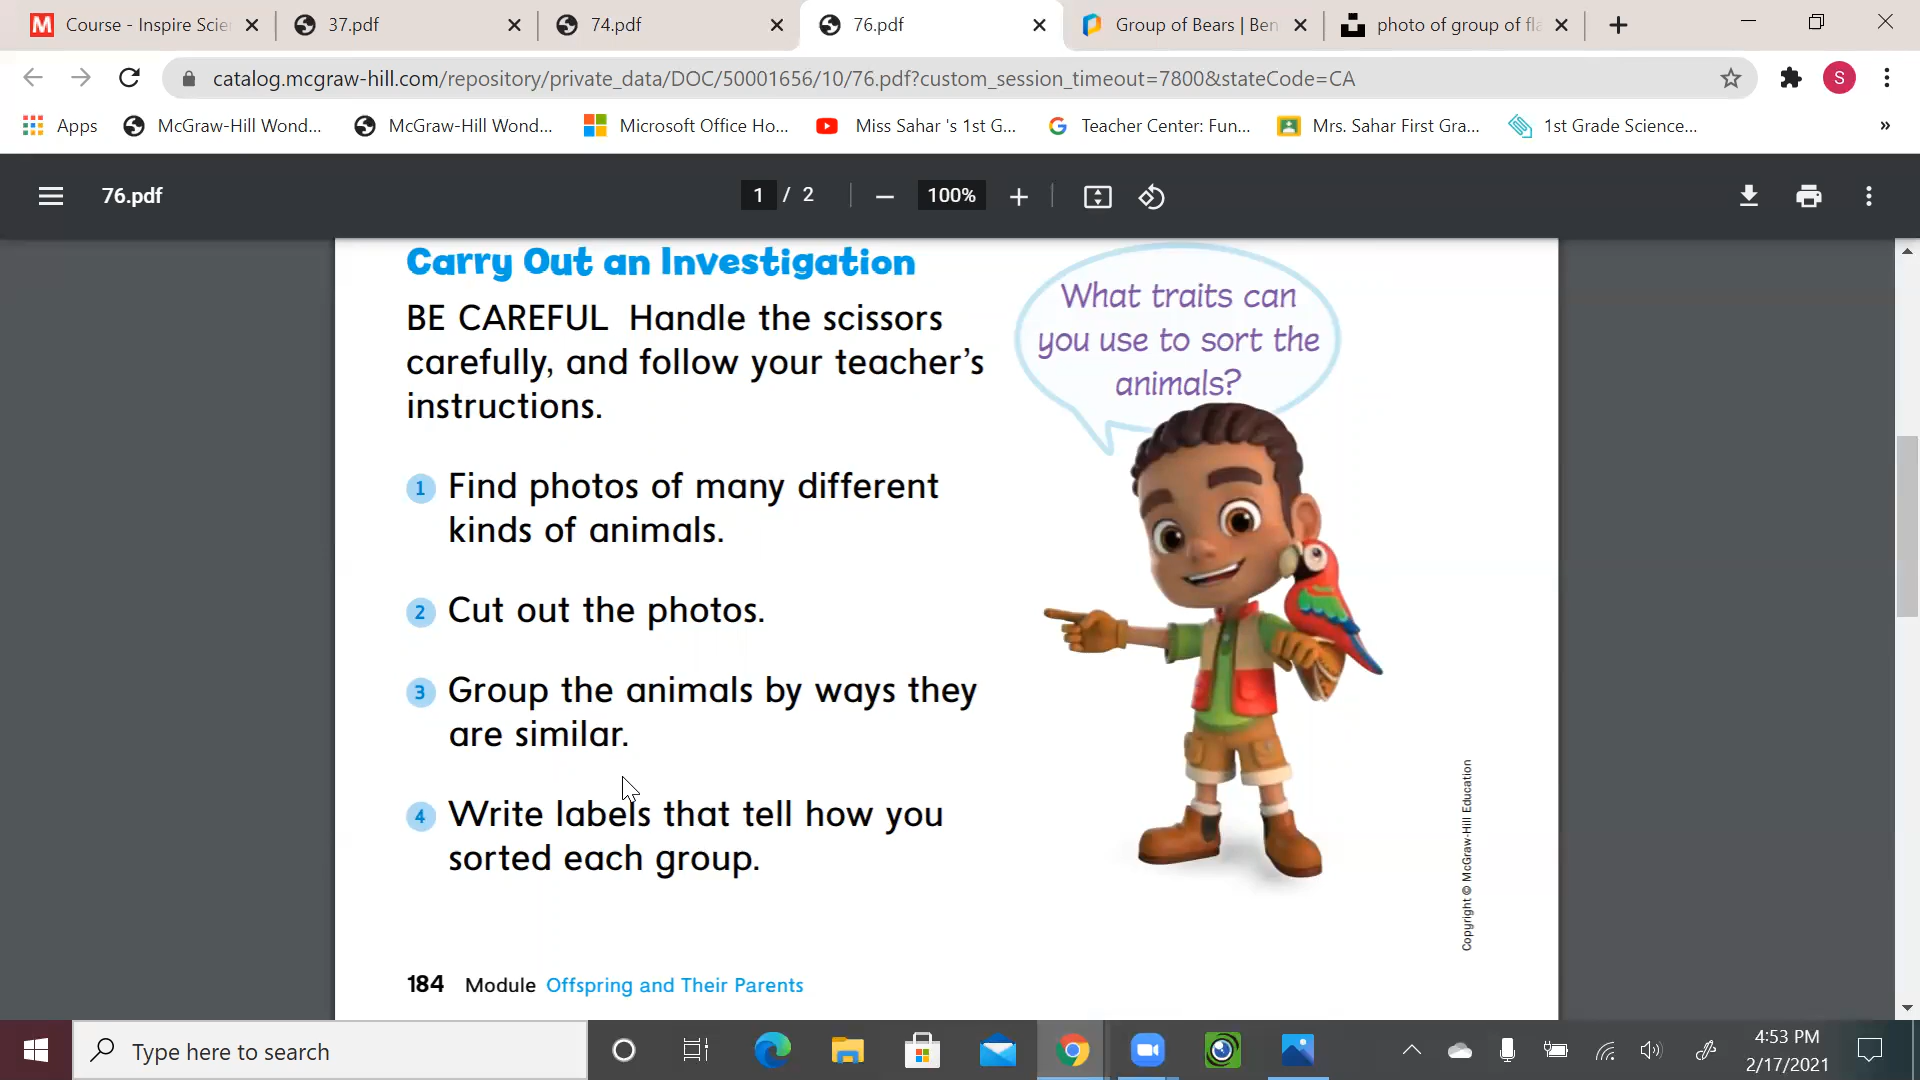 Course - Inspire Scie
37.pdf
74.pdf
76.pdf
Group of Bears | Ben
photo of group of fla
catalog.mcgraw-hill.com/repository/private_data/DOC/50001656/10/76.pdf?custom_session_timeout=7800&stateCode=CA
S
Apps
McGraw-Hill Wond...
McGraw-Hill Wond...
Microsoft Office Ho...
Miss Sahar 's 1st G...
Teacher Center: Fun...
Mrs. Sahar First Gra...
1st Grade Science...
»
76.pdf
1 / 2
100%
Carry Out an Investigation
BE CAREFUL Handle the scissors
carefully, and follow your teacher's
instructions.
What traits can
you use to sort the
animals?
1 Find photos of many different
kinds of animals.
2 Cut out the photos.
3 Group the animals by ways they
are similar.
4 Write labels that tell how you
sorted each group.
Copyright © McGraw-Hill Education
184 Module Offspring and Their Parents
Type here to search
4:53 PM
2/17/2021